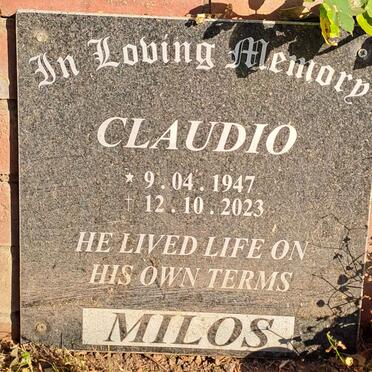 In Loving Memory
CLAUDIO
* 9 . 04 . 1947
† 12 . 10 . 2023
HE LIVED LIFE ON
HIS OWN TERMS
MILOS